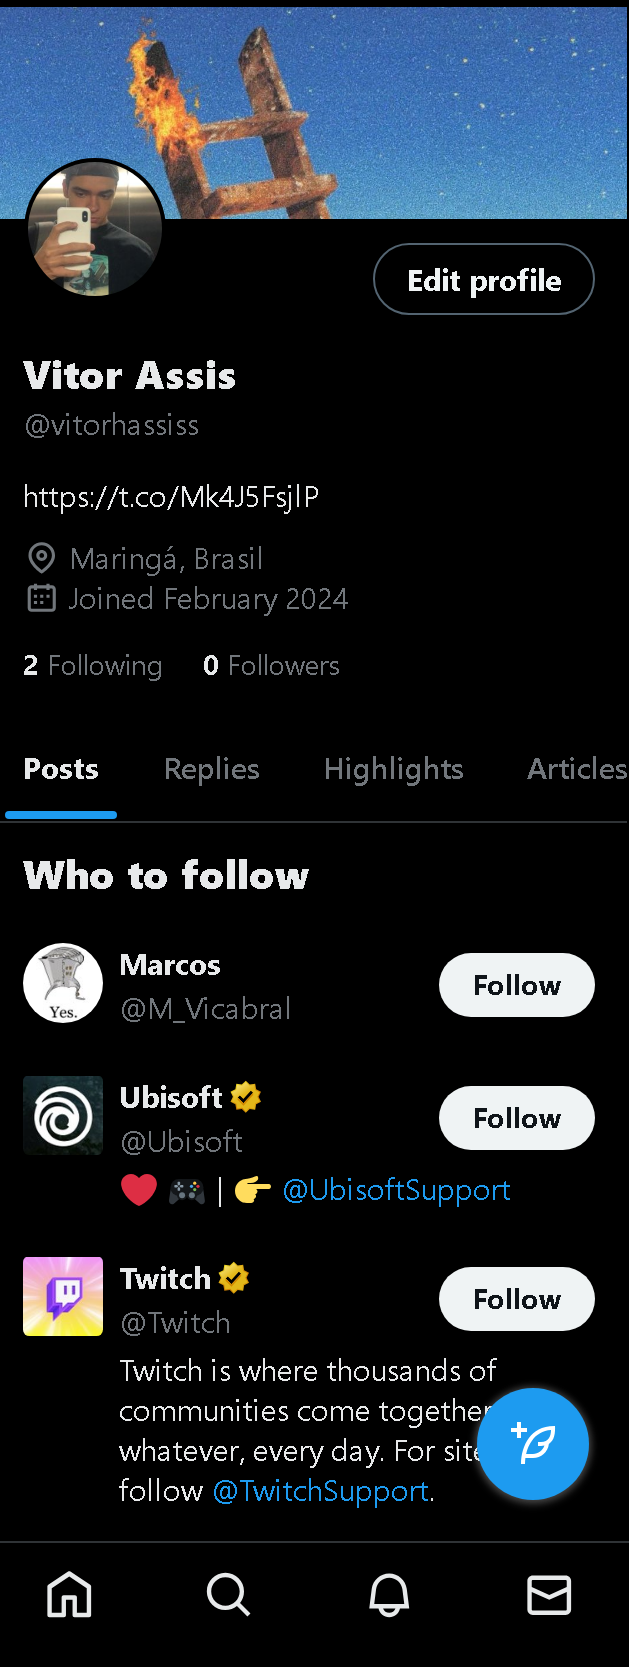 Edit profile
Vitor Assis
@vitorhassiss
https://t.co/Mk4J5FsjlP
Maringá, Brasil
Joined February 2024
2 Following 0 Followers
Posts Replies Highlights Articles
Who to follow
Marcos
@M_Vicabral
Follow
Yes.
Ubisoft
@Ubisoft
Follow
❤️ 🎮 | 👉 @UbisoftSupport
Twitch
@Twitch
Follow
Twitch is where thousands of
communities come together
whatever, every day. For site
follow @TwitchSupport.